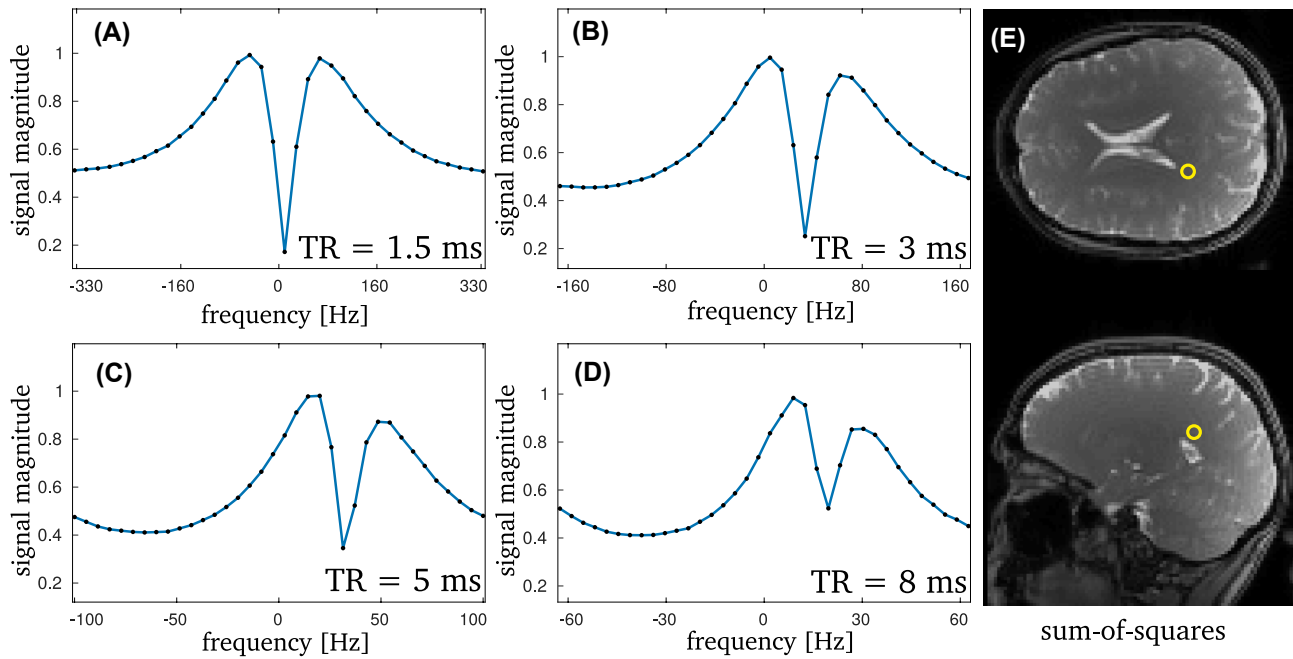 (A)
signal magnitude
1
0.8
0.6
0.4
0.2
TR = 1.5 ms
-330
-160
0
160
330
frequency [Hz]
(B)
signal magnitude
1
0.8
0.6
0.4
0.2
TR = 3 ms
-160
-80
0
80
160
frequency [Hz]
(C)
signal magnitude
1
0.8
0.6
0.4
0.2
TR = 5 ms
-100
-50
0
50
100
frequency [Hz]
(D)
signal magnitude
1
0.8
0.6
0.4
0.2
TR = 8 ms
-60
-30
0
30
60
frequency [Hz]
(E)
sum-of-squares